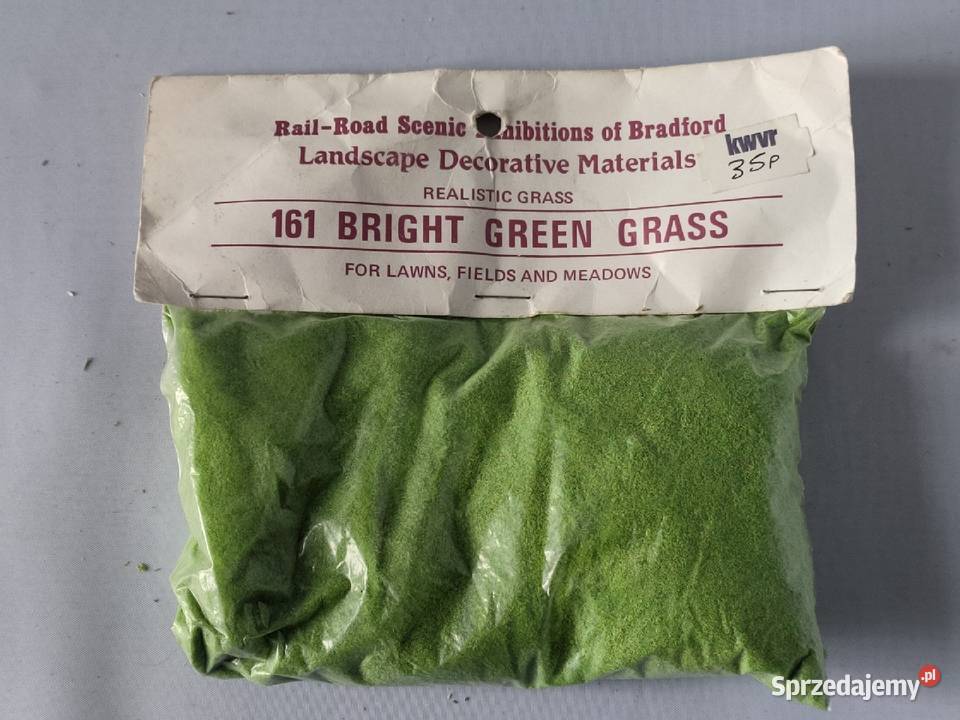 Rail-Road Scenic hibitions of Bradford
Landscape Decorative Materials
kwvr
35p
REALISTIC GRASS
161 BRIGHT GREEN GRASS
FOR LAWNS, FIELDS AND MEADOWS
Sprzedajemy.pl